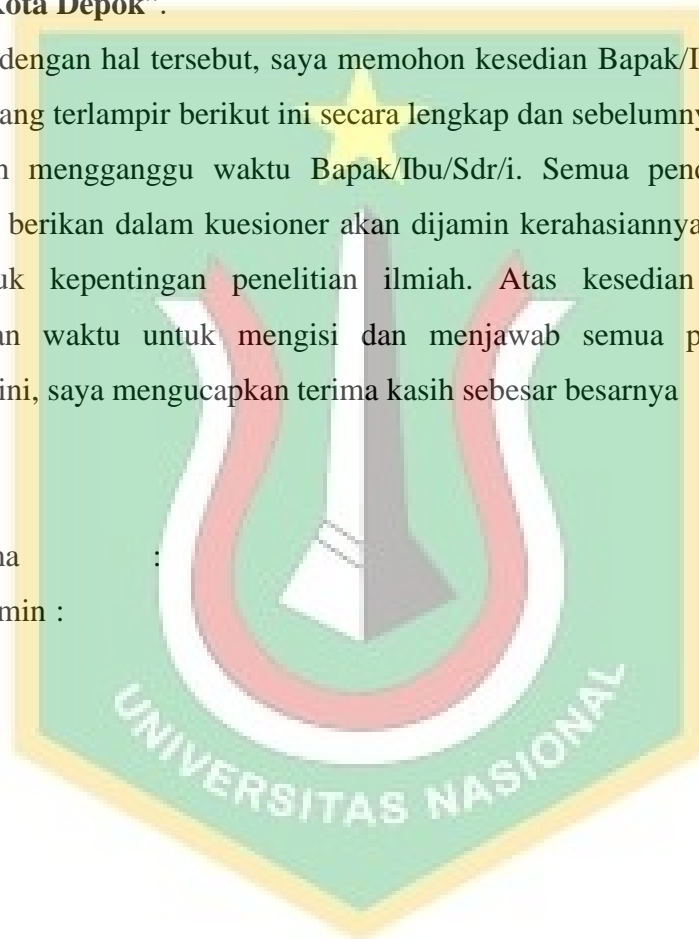 Kota Depok".
dengan hal tersebut, saya memohon kesedian Bapak/I
ang terlampir berikut ini secara lengkap dan sebelumny
mengganggu waktu Bapak/Ibu/Sdr/i. Semua pend
berikan dalam kuesioner akan dijamin kerahasiannya
uk kepentingan penelitian ilmiah. Atas kesedian
an waktu untuk mengisi dan menjawab semua p
ini, saya mengucapkan terima kasih sebesar besarnya
na :
min :
UNIVERSITAS NASIONAL